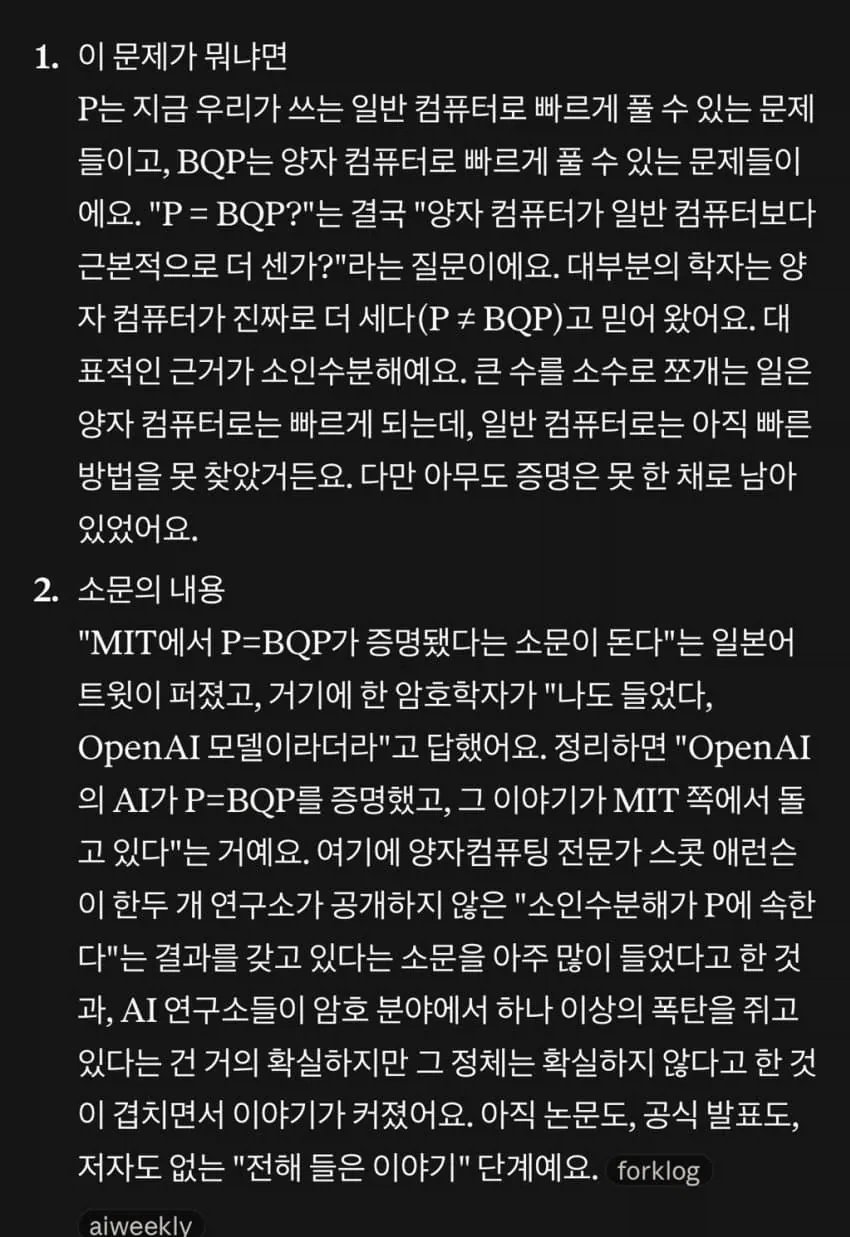 1. 이 문제가 뭐냐면
P는 지금 우리가 쓰는 일반 컴퓨터로 빠르게 풀 수 있는 문제
들이고, BQP는 양자 컴퓨터로 빠르게 풀 수 있는 문제들이
에요. "P = BQP?"는 결국 "양자 컴퓨터가 일반 컴퓨터보다
근본적으로 더 센가?"라는 질문이에요. 대부분의 학자는 양
자 컴퓨터가 진짜로 더 세다(P ≠ BQP)고 믿어 왔어요. 대
표적인 근거가 소인수분해예요. 큰 수를 소수로 쪼개는 일은
양자 컴퓨터로는 빠르게 되는데, 일반 컴퓨터로는 아직 빠른
방법을 못 찾았거든요. 다만 아무도 증명은 못 한 채로 남아
있었어요.
2. 소문의 내용
"MIT에서 P=BQP가 증명됐다는 소문이 돈다"는 일본어
트윗이 퍼졌고, 거기에 한 암호학자가 "나도 들었다,
OpenAI 모델이라더라"고 답했어요. 정리하면 "OpenAI
의 AI가 P=BQP를 증명했고, 그 이야기가 MIT 쪽에서 돌
고 있다"는 거예요. 여기에 양자컴퓨팅 전문가 스콧 애런슨
이 한두 개 연구소가 공개하지 않은 "소인수분해가 P에 속한
다"는 결과를 갖고 있다는 소문을 아주 많이 들었다고 한 것
과, AI 연구소들이 암호 분야에서 하나 이상의 폭탄을 쥐고
있다는 건 거의 확실하지만 그 정체는 확실하지 않다고 한 것
이 겹치면서 이야기가 커졌어요. 아직 논문도, 공식 발표도,
저자도 없는 "전해 들은 이야기" 단계예요. forklog
aiweekly